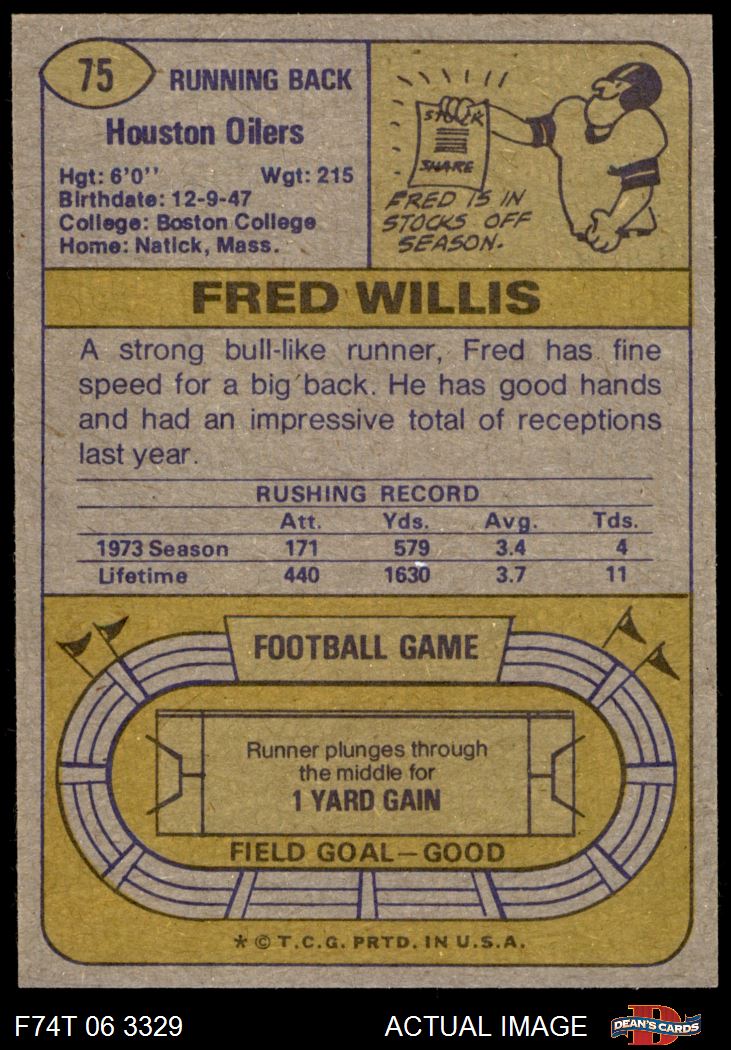 75
RUNNING BACK
Houston Oilers
Hgt: 6'0'' Wgt: 215
Birthdate: 12-9-47
College: Boston College
Home: Natick, Mass.
STOCK
SHARE
FRED IS IN
STOCKS OFF
SEASON.
FRED WILLIS
A strong bull-like runner, Fred has fine
speed for a big back. He has good hands
and had an impressive total of receptions
last year.
RUSHING RECORD
Att. Yds. Avg. Tds.
1973 Season 171 579 3.4 4
Lifetime 440 1630 3.7 11
FOOTBALL GAME
Runner plunges through
the middle for
1 YARD GAIN
FIELD GOAL—GOOD
* © T.C.G. PRTD. IN U.S.A.
F74T 06 3329 ACTUAL IMAGE
D
DEAN'S CARDS